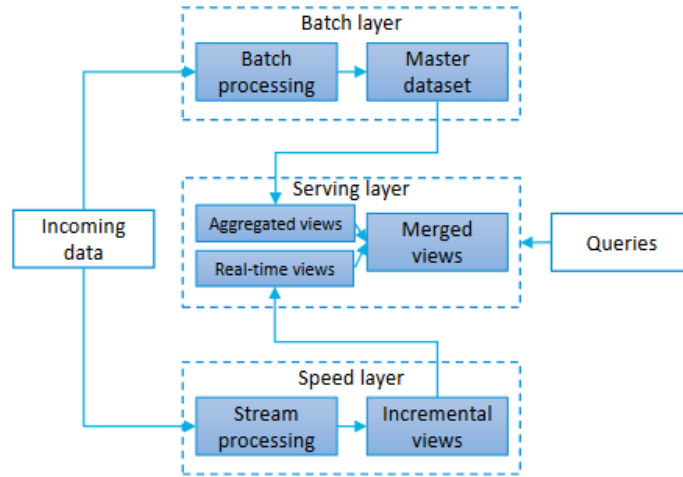 Batch layer
Batch
processing
Master
dataset
Serving layer
Incoming
data
Aggregated views
Real-time views
Merged
views
Queries
Speed layer
Stream
processing
Incremental
views